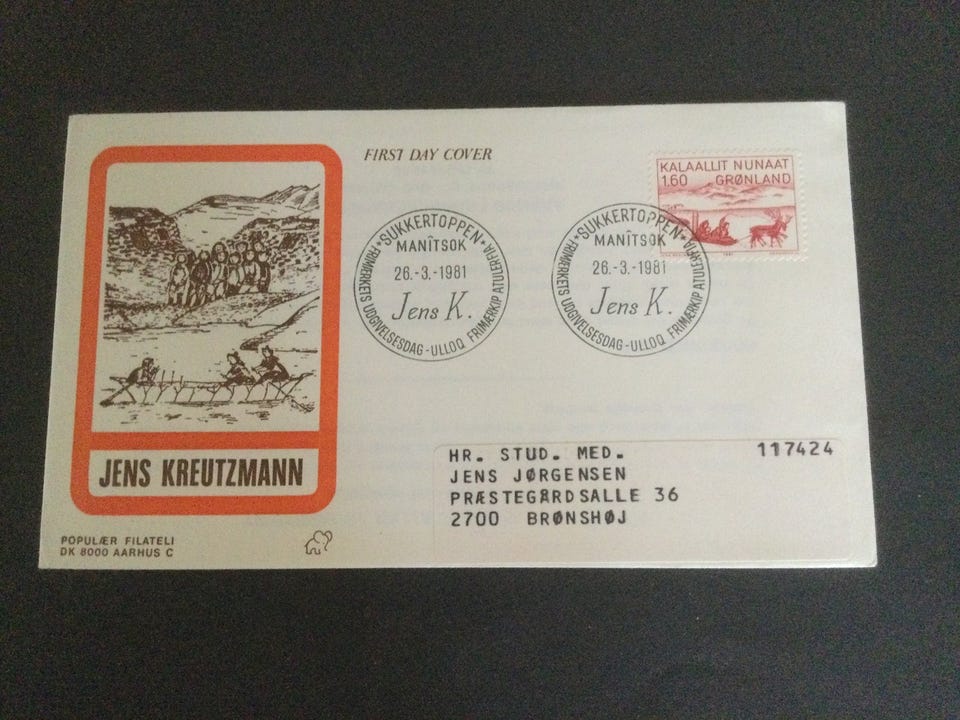 FIRST DAY COVER
KALAALLIT NUNAAT
1.60 GRØNLAND
★SUKKERTOPPEN★
MANÎTSOK
26.-3.-1981
Jens K.
FRIMÆRKETS UDGIVELSESDAG-ULLOQ FRIMÆRKIP ATULERFIA
★SUKKERTOPPEN★
MANÎTSOK
26.-3.-1981
Jens K.
FRIMÆRKETS UDGIVELSESDAG-ULLOQ FRIMÆRKIP ATULERFIA
JENS KREUTZMANN
HR. STUD. MED. 117424
JENS JØRGENSEN
PRÆSTEGÅRDSALLE 36
2700 BRØNSHØJ
POPULÆR FILATELI
DK 8000 AARHUS C